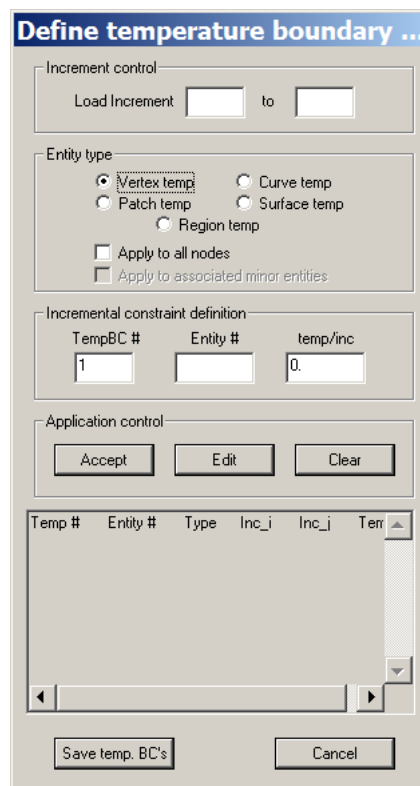 Define temperature boundary ...
Increment control
Load Increment to
Entity type
Vertex temp Curve temp
Patch temp Surface temp
Region temp
Apply to all nodes
Apply to associated minor entities
Incremental constraint definition
TempBC # Entity # temp/inc
1 0.
Application control
Accept Edit Clear
Temp # Entity # Type Inc_i Inc_j Tem
Save temp. BC's Cancel